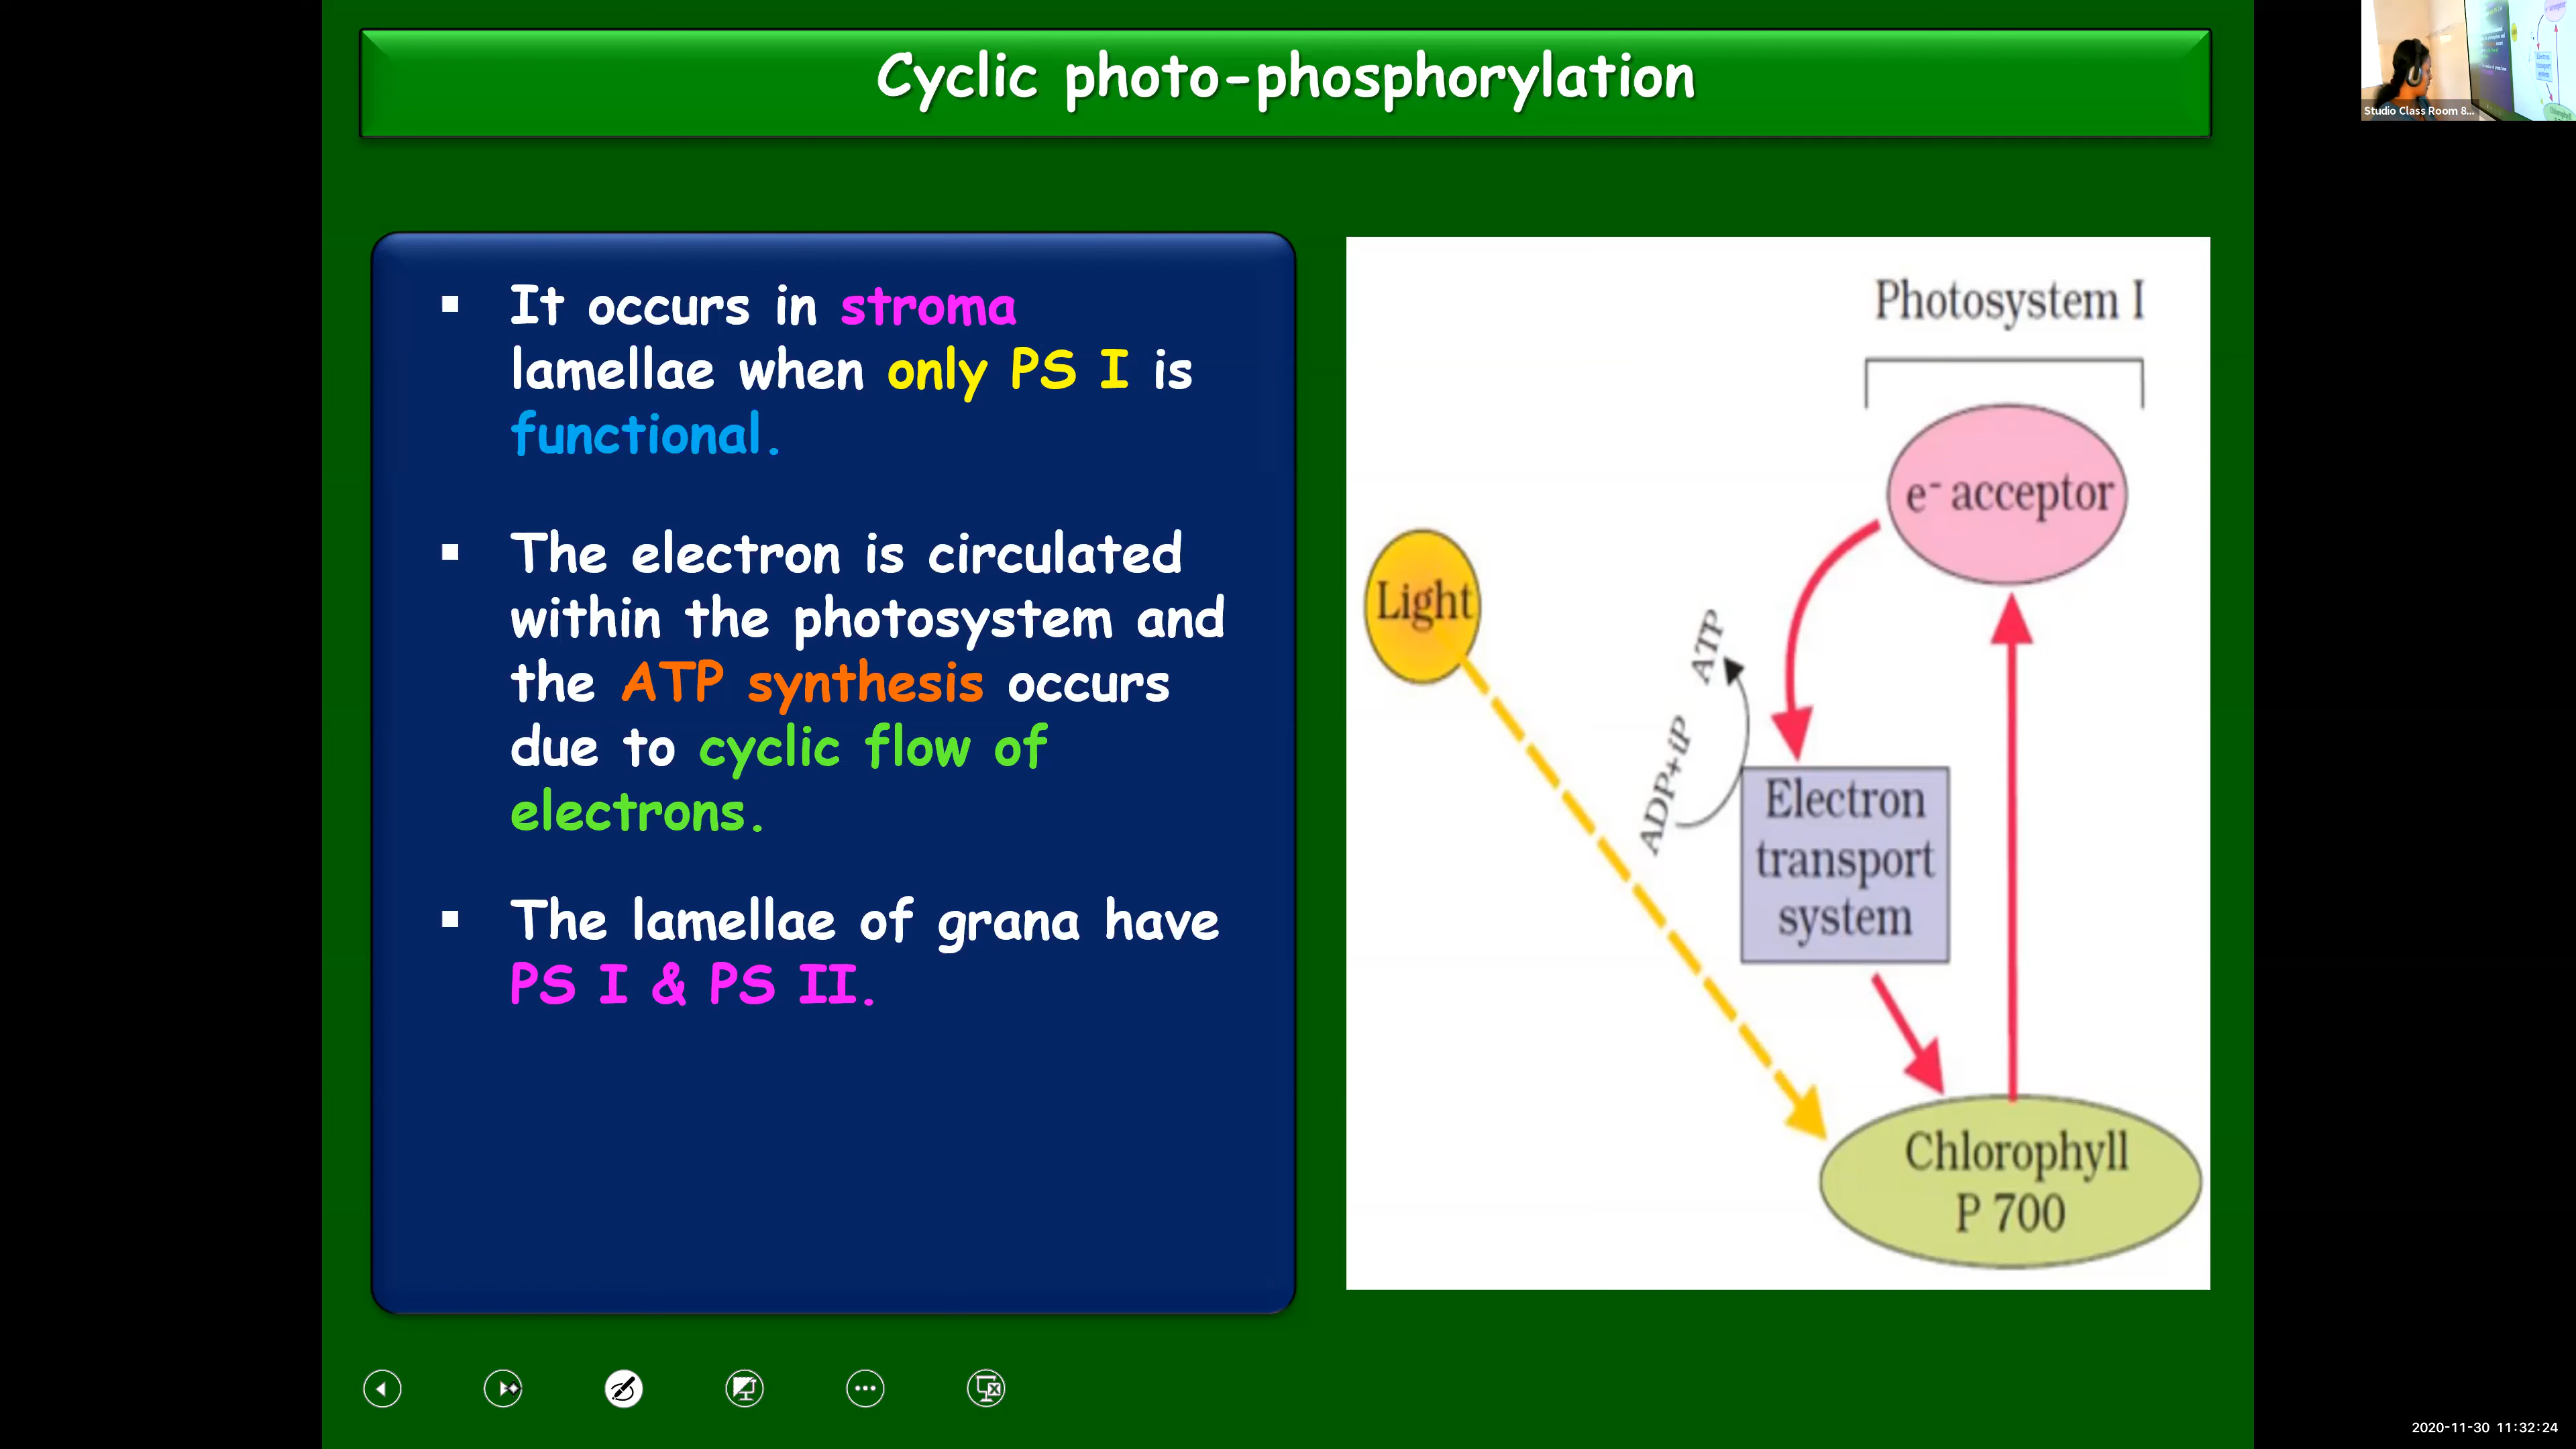 Cyclic photo-phosphorylation
Studio Class Room 8...
It occurs in stroma
lamellae when only PS I is
functional.
The electron is circulated
within the photosystem and
the ATP synthesis occurs
due to cyclic flow of
electrons.
The lamellae of grana have
PS I & PS II.
Photosystem I
e- acceptor
Light
ATP
ADP+iP
Electron
transport
system
Chlorophyll
P 700
2020-11-30 11:32:24